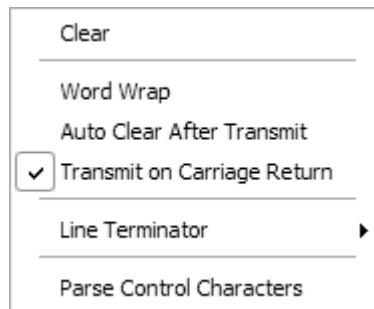 Clear
Word Wrap
Auto Clear After Transmit
Transmit on Carriage Return
Line Terminator
Parse Control Characters